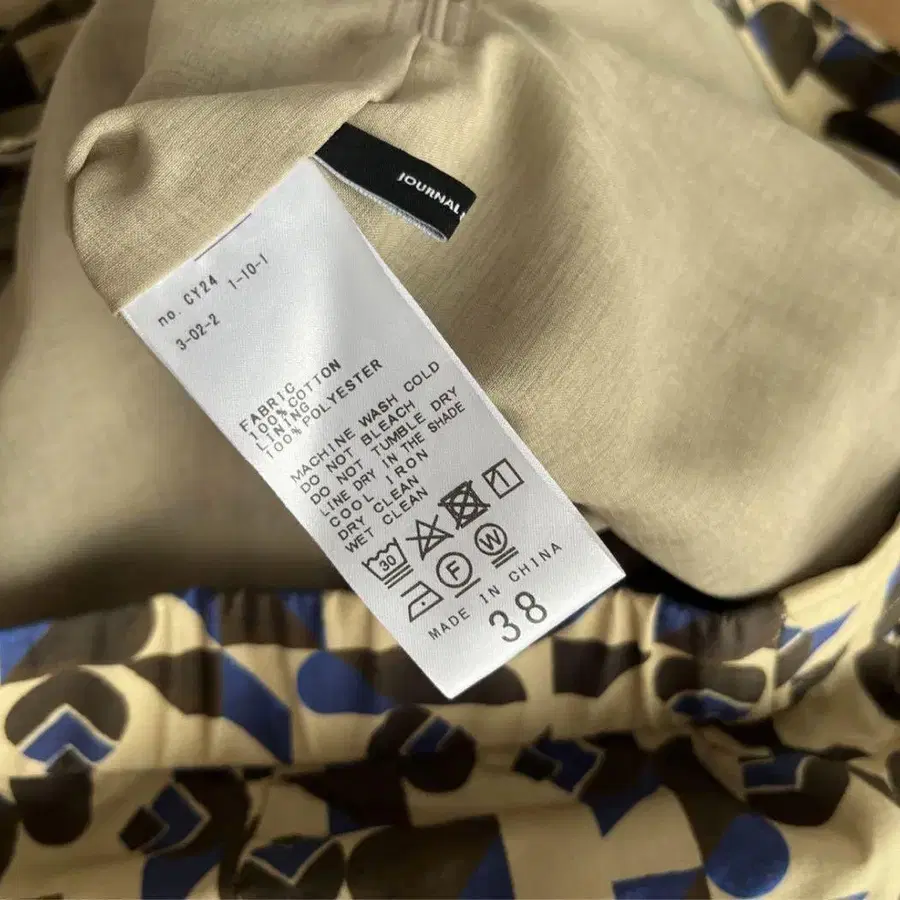 JOURNAL
no. CY24
3-02-2 1-10-1
FABRIC
100% COTTON
LINING
100% POLYESTER
MACHINE WASH COLD
DO NOT BLEACH
DO NOT TUMBLE DRY
LINE DRY IN THE SHADE
COOL IRON
DRY CLEAN
WET CLEAN
30
F W
MADE IN CHINA
38